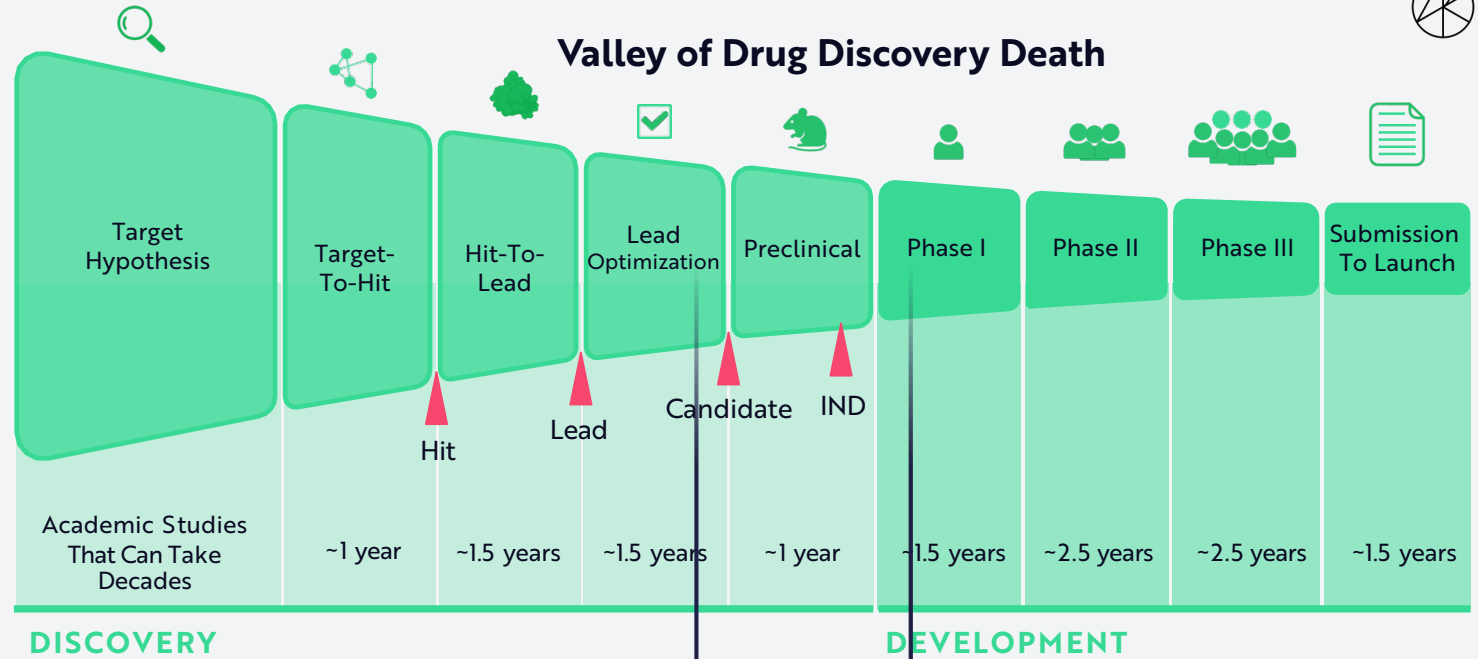 Valley of Drug Discovery Death
Target
Hypothesis
Target-
To-Hit
Hit-To-
Lead
Lead
Optimization
Preclinical
Phase I
Phase II
Phase III
Submission
To Launch
Hit
Lead
Candidate
IND
Academic Studies
That Can Take
Decades
~1 year
~1.5 years
~1.5 years
~1 year
~1.5 years
~2.5 years
~2.5 years
~1.5 years
DISCOVERY
DEVELOPMENT